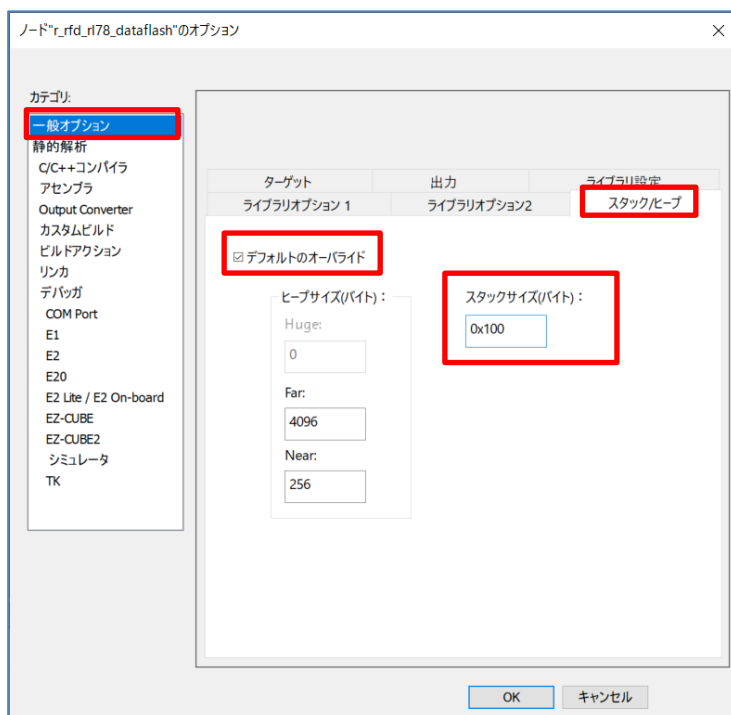 ノード"r_rfd_rl78_dataflash"のオプション
カテゴリ:
一般オプション
静的解析
C/C++コンパイラ
アセンブラ
Output Converter
カスタムビルド
ビルドアクション
リンカ
デバッガ
COM Port
E1
E2
E20
E2 Lite / E2 On-board
EZ-CUBE
EZ-CUBE2
シミュレータ
TK
ターゲット 出力 ライブラリ設定
ライブラリオプション 1 ライブラリオプション2 スタック/ヒープ
デフォルトのオーバライド
ヒープサイズ(バイト)： スタックサイズ(バイト)：
Huge: 0x100
0
Far:
4096
Near:
256
OK キャンセル